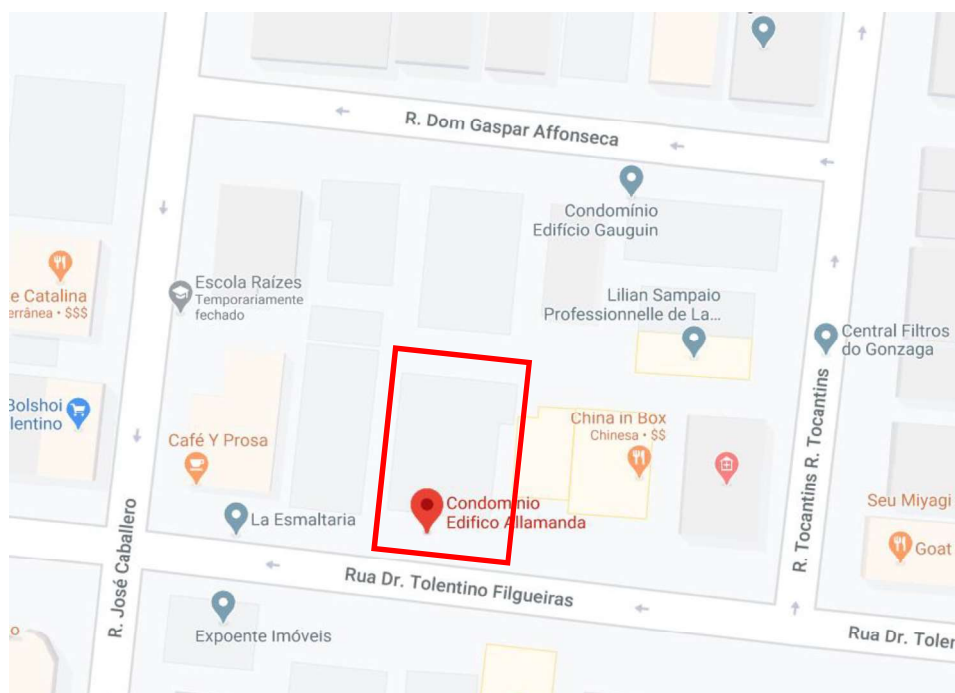 R. Dom Gaspar Affonseca
Condomínio
Edifício Gauguin
Escola Raízes
Temporariamente
fechado
e Catalina
errânea • $$$
Lilian Sampaio
Professionnelle de La...
Central Filtros
do Gonzaga
Bolshoi
lentino
Café Y Prosa
China in Box
Chinesa • $$
R. Tocantins R. Tocantins
Condomínio
Edifico Allamanda
La Esmaltaria
Seu Miyagi
Goat
R. José Caballero
Rua Dr. Tolentino Filgueiras
Expoente Imóveis
Rua Dr. Toler